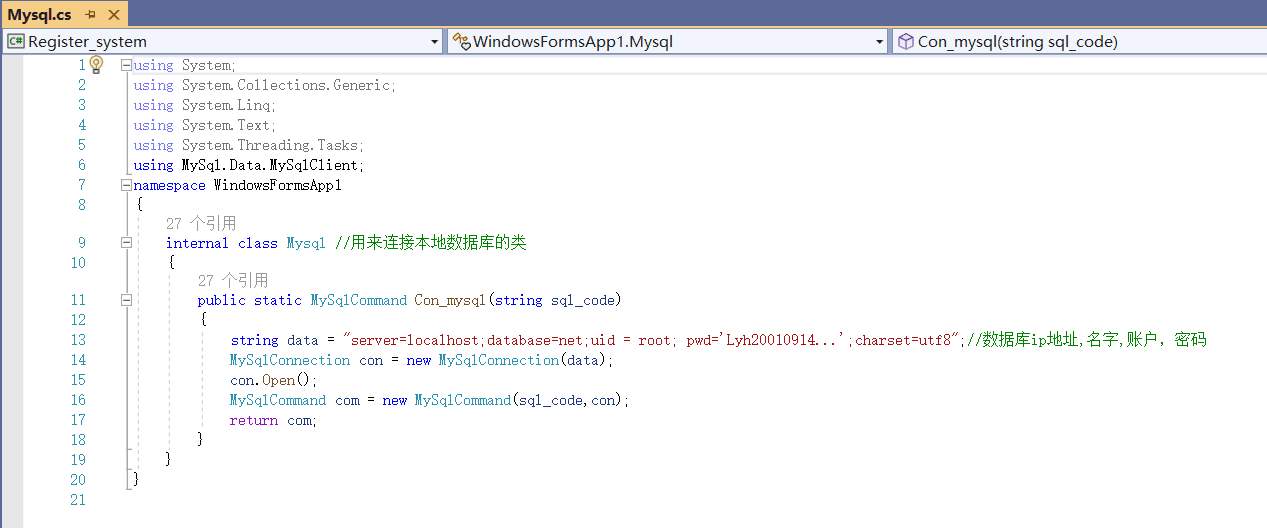 Mysql.cs
Register_system
WindowsFormsApp1.Mysql
Con_mysql(string sql_code)
1 using System;
2 using System.Collections.Generic;
3 using System.Linq;
4 using System.Text;
5 using System.Threading.Tasks;
6 using MySql.Data.MySqlClient;
7 namespace WindowsFormsApp1
8 {
27 个引用
9 internal class Mysql //用来连接本地数据库的类
10 {
27 个引用
11 public static MySqlCommand Con_mysql(string sql_code)
12 {
13 string data = "server=localhost;database=net;uid = root; pwd='Lyh20010914...';charset=utf8";//数据库ip地址,名字,账户，密码
14 MySqlConnection con = new MySqlConnection(data);
15 con.Open();
16 MySqlCommand com = new MySqlCommand(sql_code,con);
17 return com;
18 }
19 }
20 }
21